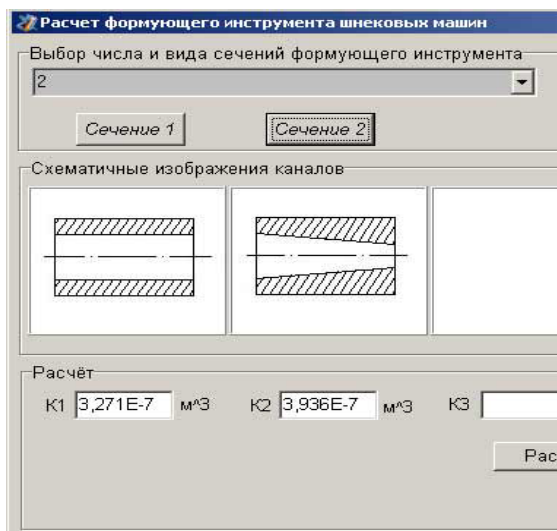 Расчет формующего инструмента шнековых машин
Выбор числа и вида сечений формующего инструмента
2
Сечение 1 Сечение 2
Схематичные изображения каналов
Расчёт
К1 3,271Е-7 м^3 К2 3,936Е-7 м^3 К3
Рас